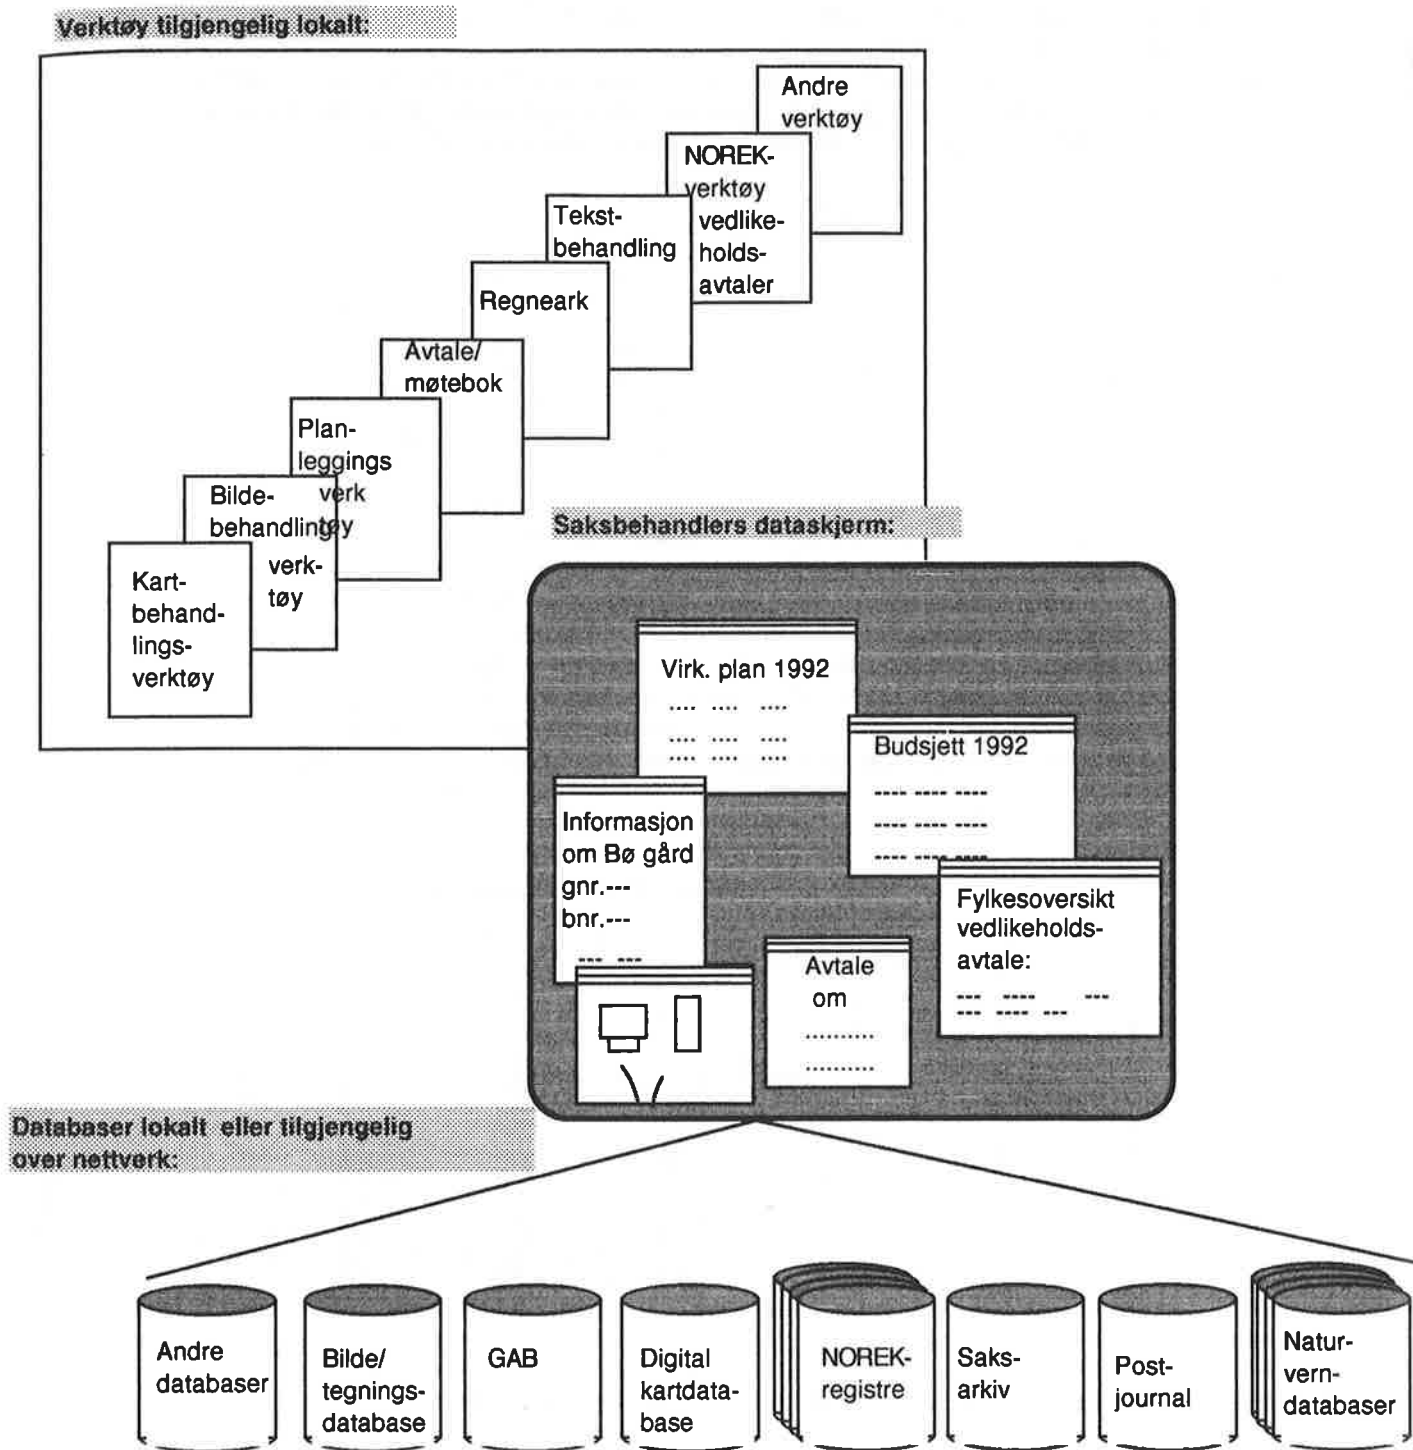 Verktøy tilgjengelig lokalt:
Andre
verktøy
NOREK-
verktøy
vedlike-
holds-
avtaler
Tekst-
behandling
Regneark
Avtale/
møtebok
Plan-
leggings
verk
tøy
Bilde-
behandling
verk-
tøy
Kart-
behand-
lings-
verktøy
Saksbehandlers dataskjerm:
Virk. plan 1992
.... .... ....
.... .... ....
.... .... ....
Budsjett 1992
---- ---- ----
---- ---- ----
---- ---- ----
Informasjon
om Bø gård
gnr.---
bnr.---
--- ---
Fylkesoversikt
vedlikeholds-
avtale:
--- ---- ---
--- ---- ---
Avtale
om
..........
..........
Databaser lokalt eller tilgjengelig
over nettverk:
Andre
databaser
Bilde/
tegnings-
database
GAB
Digital
kartdata-
base
NOREK-
registre
Saks-
arkiv
Post-
journal
Natur-
vern-
databaser